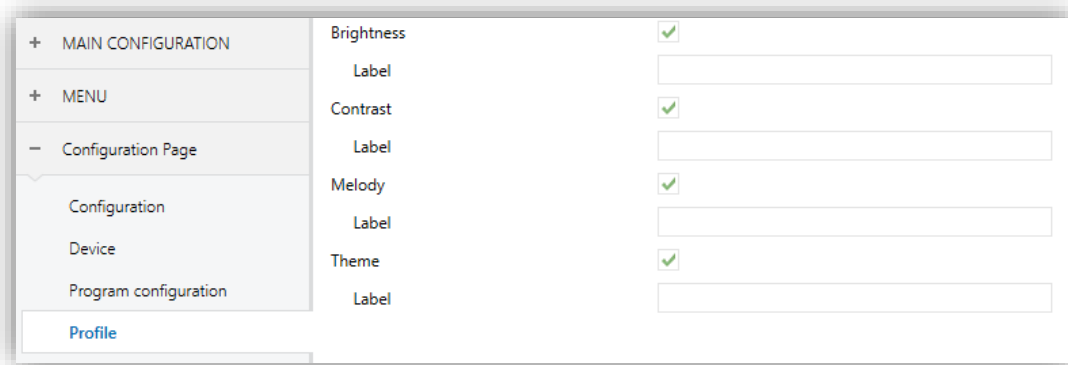 MAIN CONFIGURATION
MENU
Configuration Page
Configuration
Device
Program configuration
Profile
Brightness
Label
Contrast
Label
Melody
Label
Theme
Label